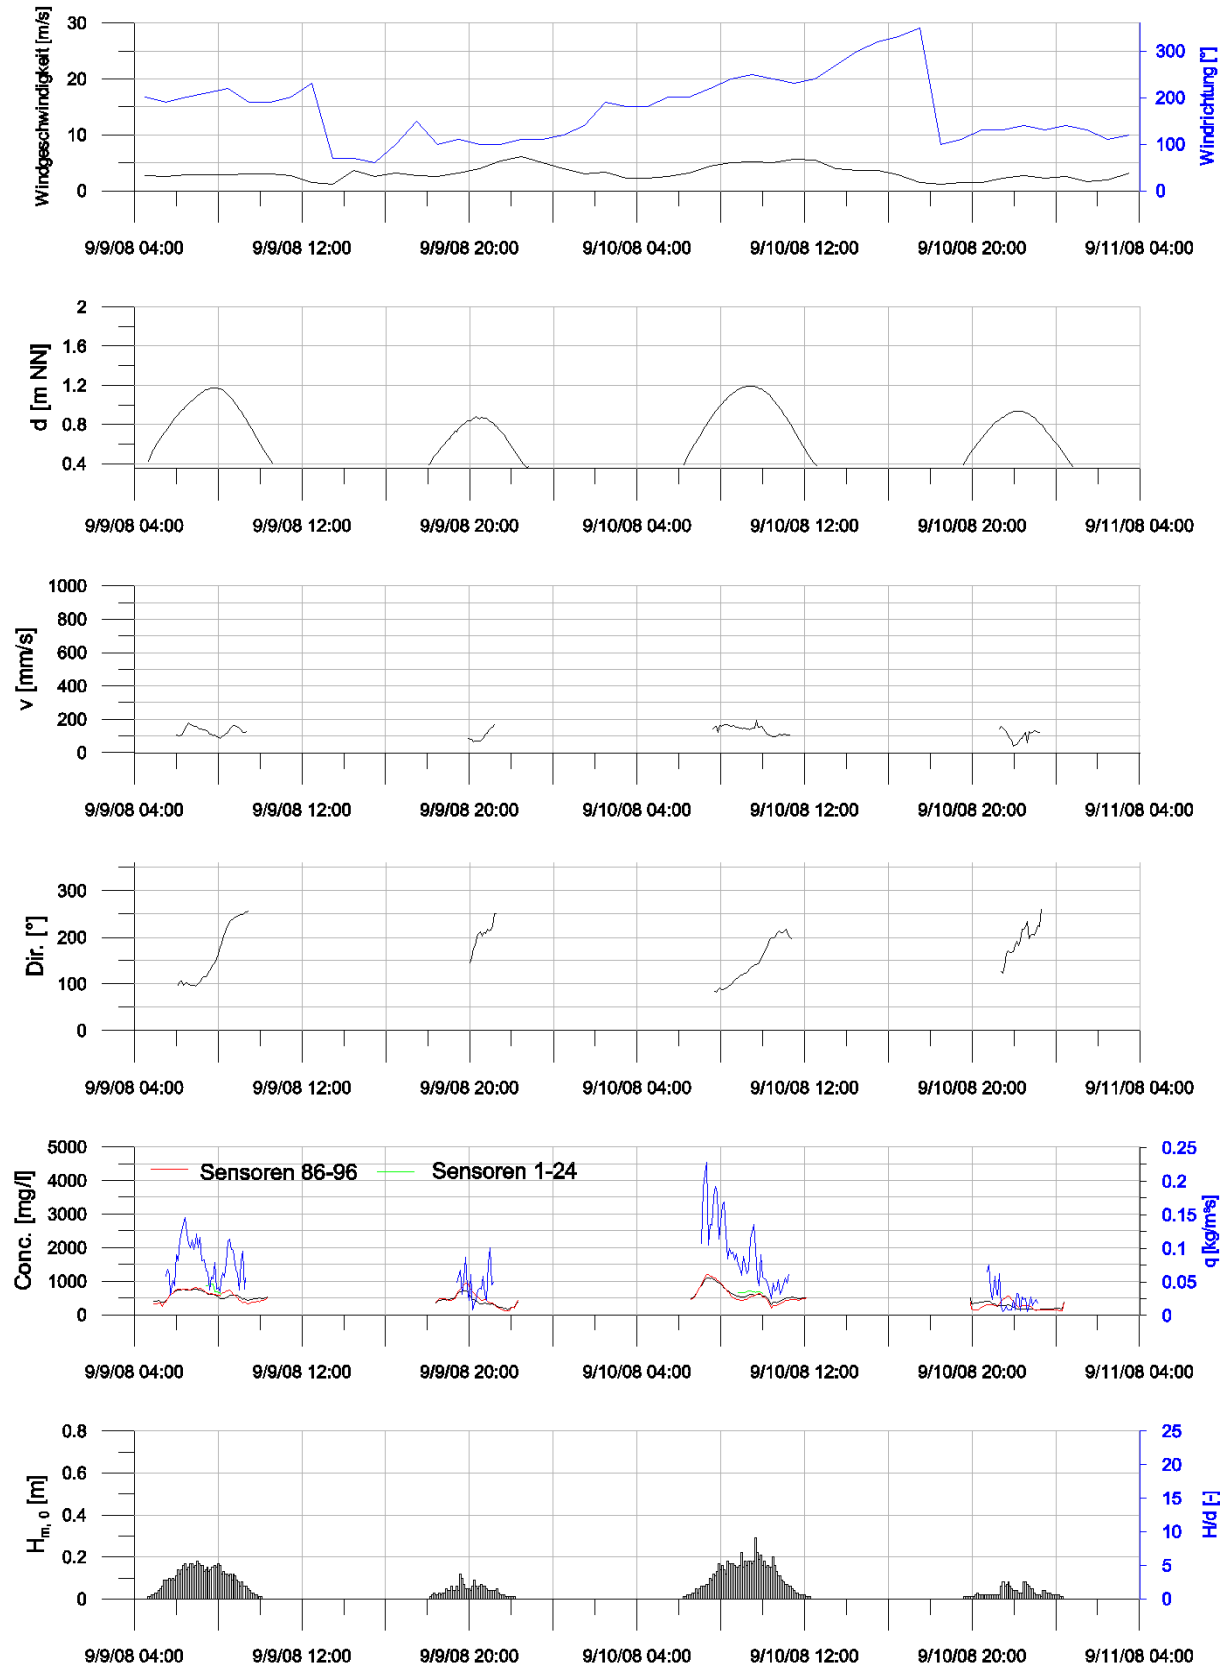 Windgeschwindigkeit [m/s]
30
20
10
0
300
200
100
0
Windrichtung [°]
9/9/08 04:00 9/9/08 12:00 9/9/08 20:00 9/10/08 04:00 9/10/08 12:00 9/10/08 20:00 9/11/08 04:00
d [m NN]
2
1.6
1.2
0.8
0.4
9/9/08 04:00 9/9/08 12:00 9/9/08 20:00 9/10/08 04:00 9/10/08 12:00 9/10/08 20:00 9/11/08 04:00
v [mm/s]
1000
800
600
400
200
0
9/9/08 04:00 9/9/08 12:00 9/9/08 20:00 9/10/08 04:00 9/10/08 12:00 9/10/08 20:00 9/11/08 04:00
Dir. [°]
300
200
100
0
9/9/08 04:00 9/9/08 12:00 9/9/08 20:00 9/10/08 04:00 9/10/08 12:00 9/10/08 20:00 9/11/08 04:00
Conc. [mg/l]
5000
4000
3000
2000
1000
0
Sensoren 86-96 Sensoren 1-24
0.25
0.2
0.15
0.1
0.05
0
q [kg/m²s]
9/9/08 04:00 9/9/08 12:00 9/9/08 20:00 9/10/08 04:00 9/10/08 12:00 9/10/08 20:00 9/11/08 04:00
Hm, 0 [m]
0.8
0.6
0.4
0.2
0
25
20
15
10
5
0
H/d [-]
9/9/08 04:00 9/9/08 12:00 9/9/08 20:00 9/10/08 04:00 9/10/08 12:00 9/10/08 20:00 9/11/08 04:00